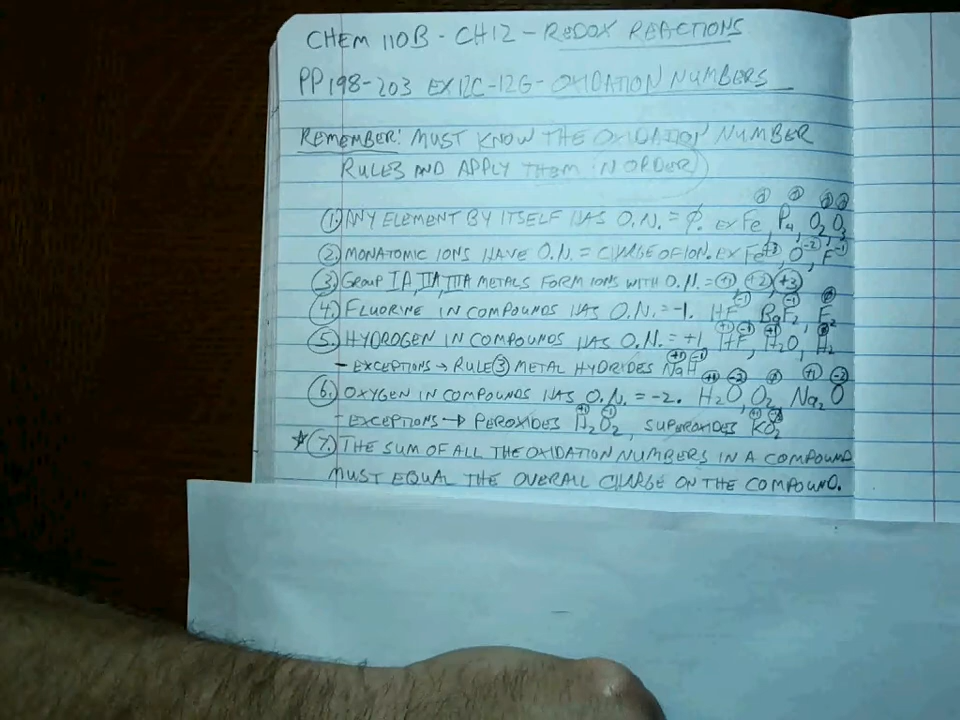 CHEM 110B - CH12 - REDOX REACTIONS
PP 198-203 EX 12C-12G - OXIDATION NUMBERS
REMEMBER! MUST KNOW THE OXIDATION NUMBER
RULES AND APPLY THEM IN ORDER
① ANY ELEMENT BY ITSELF HAS O.N. = ϕ. EX Fe, P4, O2, O3
② MONATOMIC IONS HAVE O.N. = CHARGE OF ION. EX Fe+3, O-2, F-1
③ GROUP IA, IIA, IIIA METALS FORM IONS WITH O.N. = +1, +2, +3
④ FLUORINE IN COMPOUNDS HAS O.N. = -1. HF, BaF2, F2
⑤ HYDROGEN IN COMPOUNDS HAS O.N. = +1, HF, H2O, H2
- EXCEPTIONS → RULE ③ METAL HYDRIDES NaH
⑥ OXYGEN IN COMPOUNDS HAS O.N. = -2. H2O, O2, Na2O
- EXCEPTIONS → PEROXIDES H2O2, SUPEROXIDES KO2
☆⑦ THE SUM OF ALL THE OXIDATION NUMBERS IN A COMPOUND
MUST EQUAL THE OVERALL CHARGE ON THE COMPOUND.